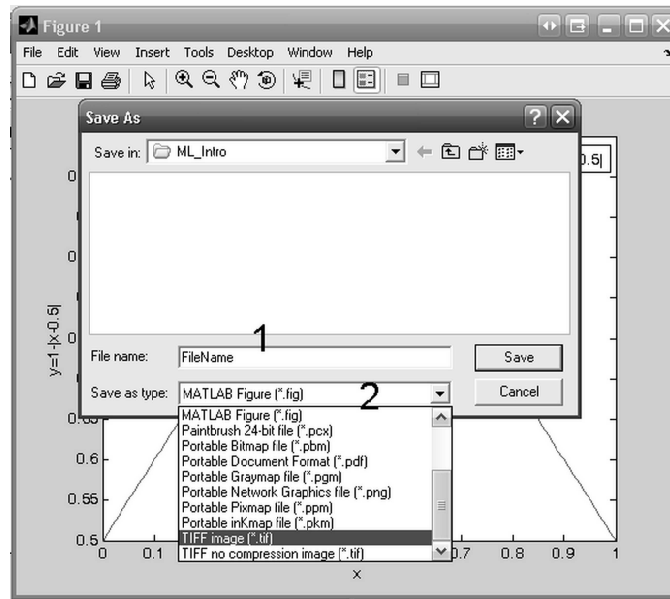 Figure 1
File Edit View Insert Tools Desktop Window Help
Save As
Save in: ML_Intro
0.5|
1
File name: FileName
Save
Save as type: MATLAB Figure (*.fig)
2
Cancel
MATLAB Figure (*.fig)
Paintbrush 24-bit file (*.pcx)
Portable Bitmap file (*.pbm)
Portable Document Format (*.pdf)
Portable Graymap file (*.pgm)
Portable Network Graphics file (*.png)
Portable Pixmap file (*.ppm)
Portable inKmap file (*.pkm)
TIFF image (*.tif)
TIFF no compression image (*.tif)
y=1-|x-0.5|
0.6
0.55
0.5
0 0.1 0.7 0.8 0.9 1
x